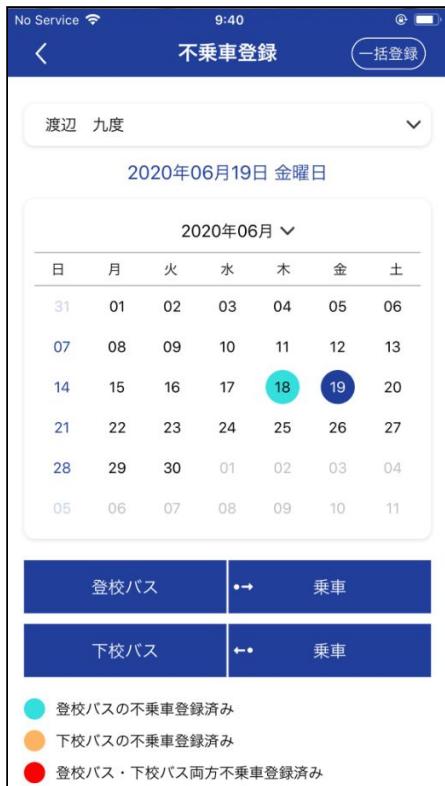 No Service 9:40
不乗車登録 一括登録
渡辺　九度
2020年06月19日 金曜日
2020年06月
日 月 火 水 木 金 土
31 01 02 03 04 05 06
07 08 09 10 11 12 13
14 15 16 17 18 19 20
21 22 23 24 25 26 27
28 29 30 01 02 03 04
05 06 07 08 09 10 11
登校バス 乗車
下校バス 乗車
登校バスの不乗車登録済み
下校バスの不乗車登録済み
登校バス・下校バス両方不乗車登録済み